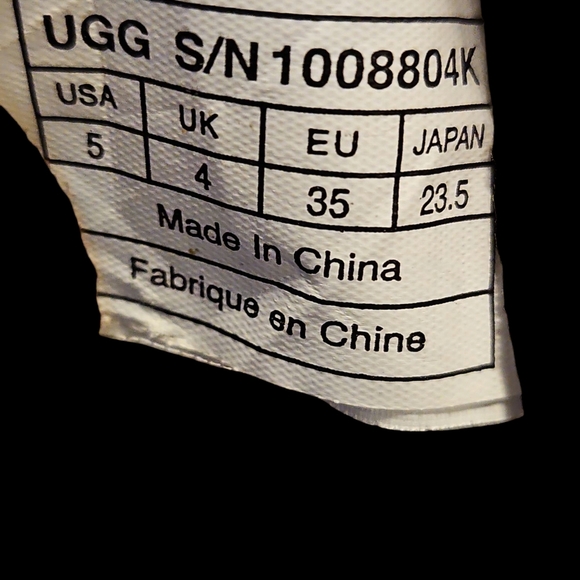 UGG S/N 1008804K
USA UK EU JAPAN
5 4 35 23.5
Made In China
Fabrique en Chine